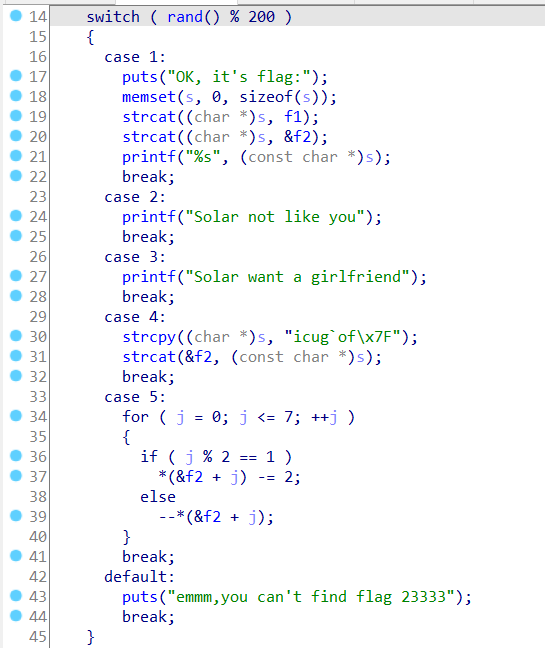 14 switch ( rand() % 200 )
15 {
16 case 1:
17 puts("OK, it's flag:");
18 memset(s, 0, sizeof(s));
19 strcat((char *)s, f1);
20 strcat((char *)s, &f2);
21 printf("%s", (const char *)s);
22 break;
23 case 2:
24 printf("Solar not like you");
25 break;
26 case 3:
27 printf("Solar want a girlfriend");
28 break;
29 case 4:
30 strcpy((char *)s, "icug`of\x7F");
31 strcat(&f2, (const char *)s);
32 break;
33 case 5:
34 for ( j = 0; j <= 7; ++j )
35 {
36 if ( j % 2 == 1 )
37 *(&f2 + j) -= 2;
38 else
39 --*(&f2 + j);
40 }
41 break;
42 default:
43 puts("emmm,you can't find flag 23333");
44 break;
45 }